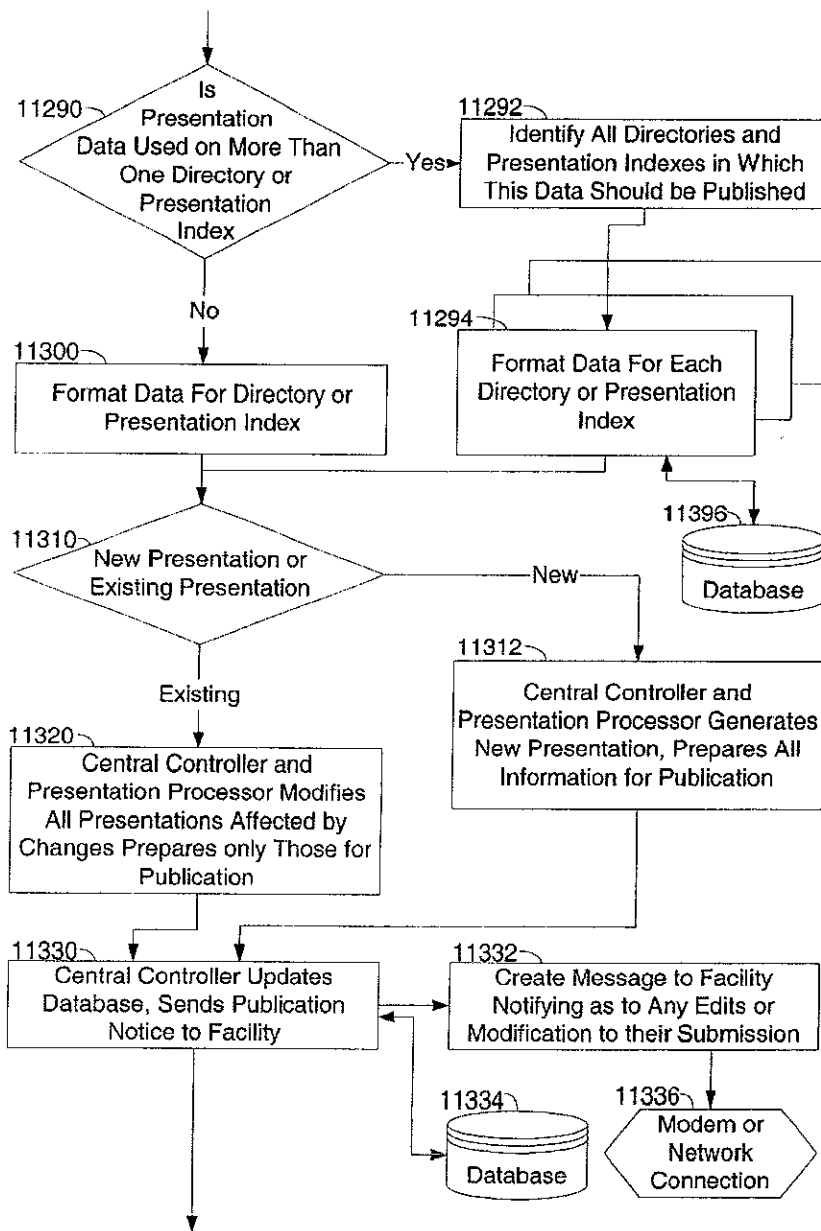 11290
Is
Presentation
Data Used on More Than
One Directory or
Presentation
Index
Yes
11292
Identify All Directories and
Presentation Indexes in Which
This Data Should be Published
No
11300
Format Data For Directory or
Presentation Index
11294
Format Data For Each
Directory or Presentation
Index
11396
Database
11310
New Presentation or
Existing Presentation
New
11312
Central Controller and
Presentation Processor Generates
New Presentation, Prepares All
Information for Publication
Existing
11320
Central Controller and
Presentation Processor Modifies
All Presentations Affected by
Changes Prepares only Those for
Publication
11330
Central Controller Updates
Database, Sends Publication
Notice to Facility
11332
Create Message to Facility
Notifying as to Any Edits or
Modification to their Submission
11334
Database
11336
Modem or
Network
Connection